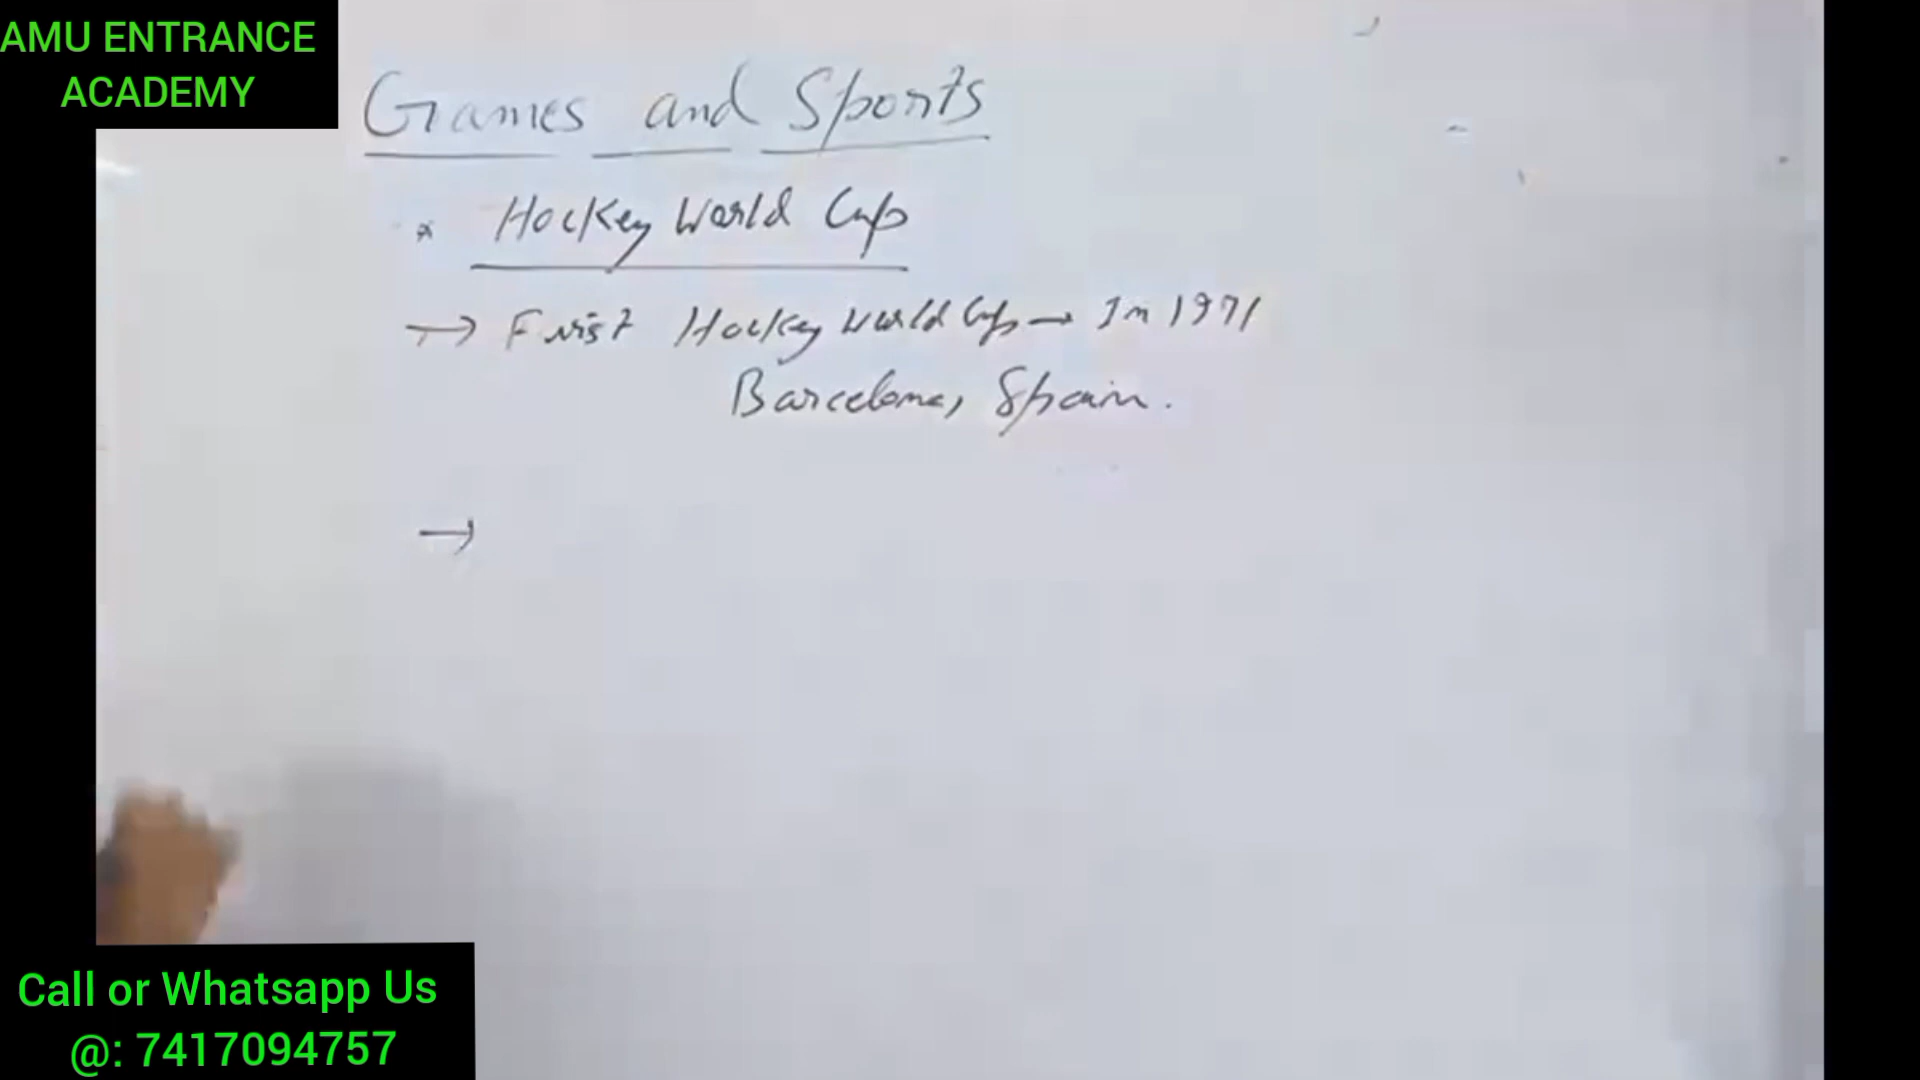 AMU ENTRANCE
ACADEMY
Games and Sports
* Hockey World Cup
→ First Hockey World Cup → In 1971
Barcelona, Spain.
→
Call or Whatsapp Us
@: 7417094757